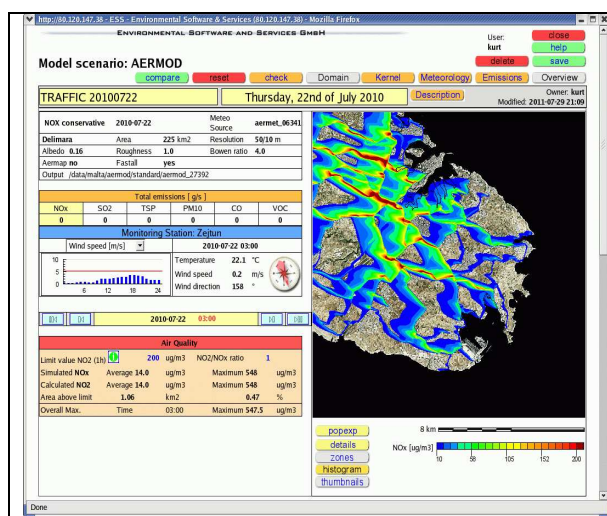 http://80.120.147.38 - ESS - Environmental Software & Services (80.120.147.38) - Mozilla Firefox
ENVIRONMENTAL SOFTWARE AND SERVICES GMBH
User: kurt
close
help
delete
save
Model scenario: AERMOD
compare reset check Domain Kernel Meteorology Emissions Overview
TRAFFIC 20100722 Thursday, 22nd of July 2010 Description
Owner: kurt
Modified: 2011-07-29 21:09
NOX conservative 2010-07-22 Meteo Source aermet_06341
Delimara Area 225 km2 Resolution 50/10 m
Albedo 0.16 Roughness 1.0 Bowen ratio 4.0
Aermap no Fastall yes
Output /data/malta/aermod/standard/aermod_27392
Total emissions [ g/s ]
NOx SO2 TSP PM10 CO VOC
0 0 0 0 0 0
Monitoring Station: Zejtun
Wind speed [m/s] 2010-07-22 03:00
10
5
0
6 12 18 24
Temperature 22.1 °C
Wind speed 0.2 m/s
Wind direction 158 °
2010-07-22 03:00
Air Quality
Limit value NO2 (1h) 200 ug/m3 NO2/NOx ratio 1
Simulated NOx Average 14.0 ug/m3 Maximum 548 ug/m3
Calculated NO2 Average 14.0 ug/m3 Maximum 548 ug/m3
Area above limit 1.06 km2 0.47 %
Overall Max. Time 03:00 Maximum 547.5 ug/m3
popexp
details
zones
histogram
thumbnails
8 km
NOx [ug/m3]
10 58 105 152 200
Done